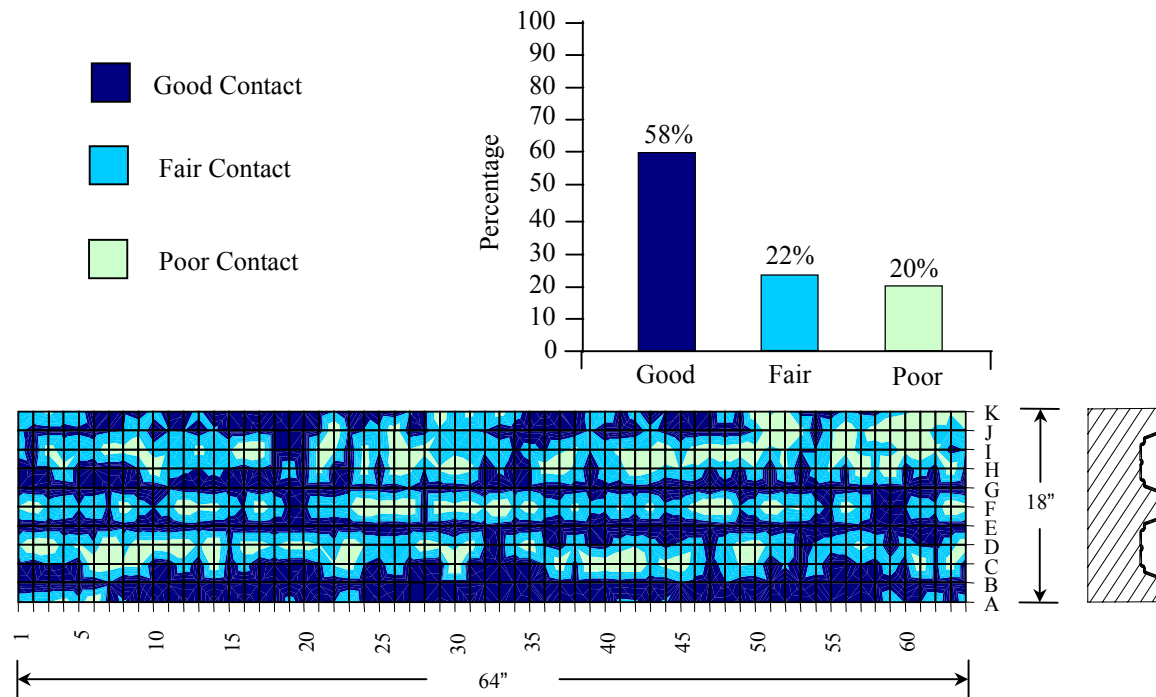 Good Contact
Fair Contact
Poor Contact
Percentage
100
90
80
70
60
50
40
30
20
10
0
58%
22%
20%
Good Fair Poor
K
J
I
H
G
F
E
D
C
B
A
18”
1 5 10 15 20 25 30 35 40 45 50 55 60
64”